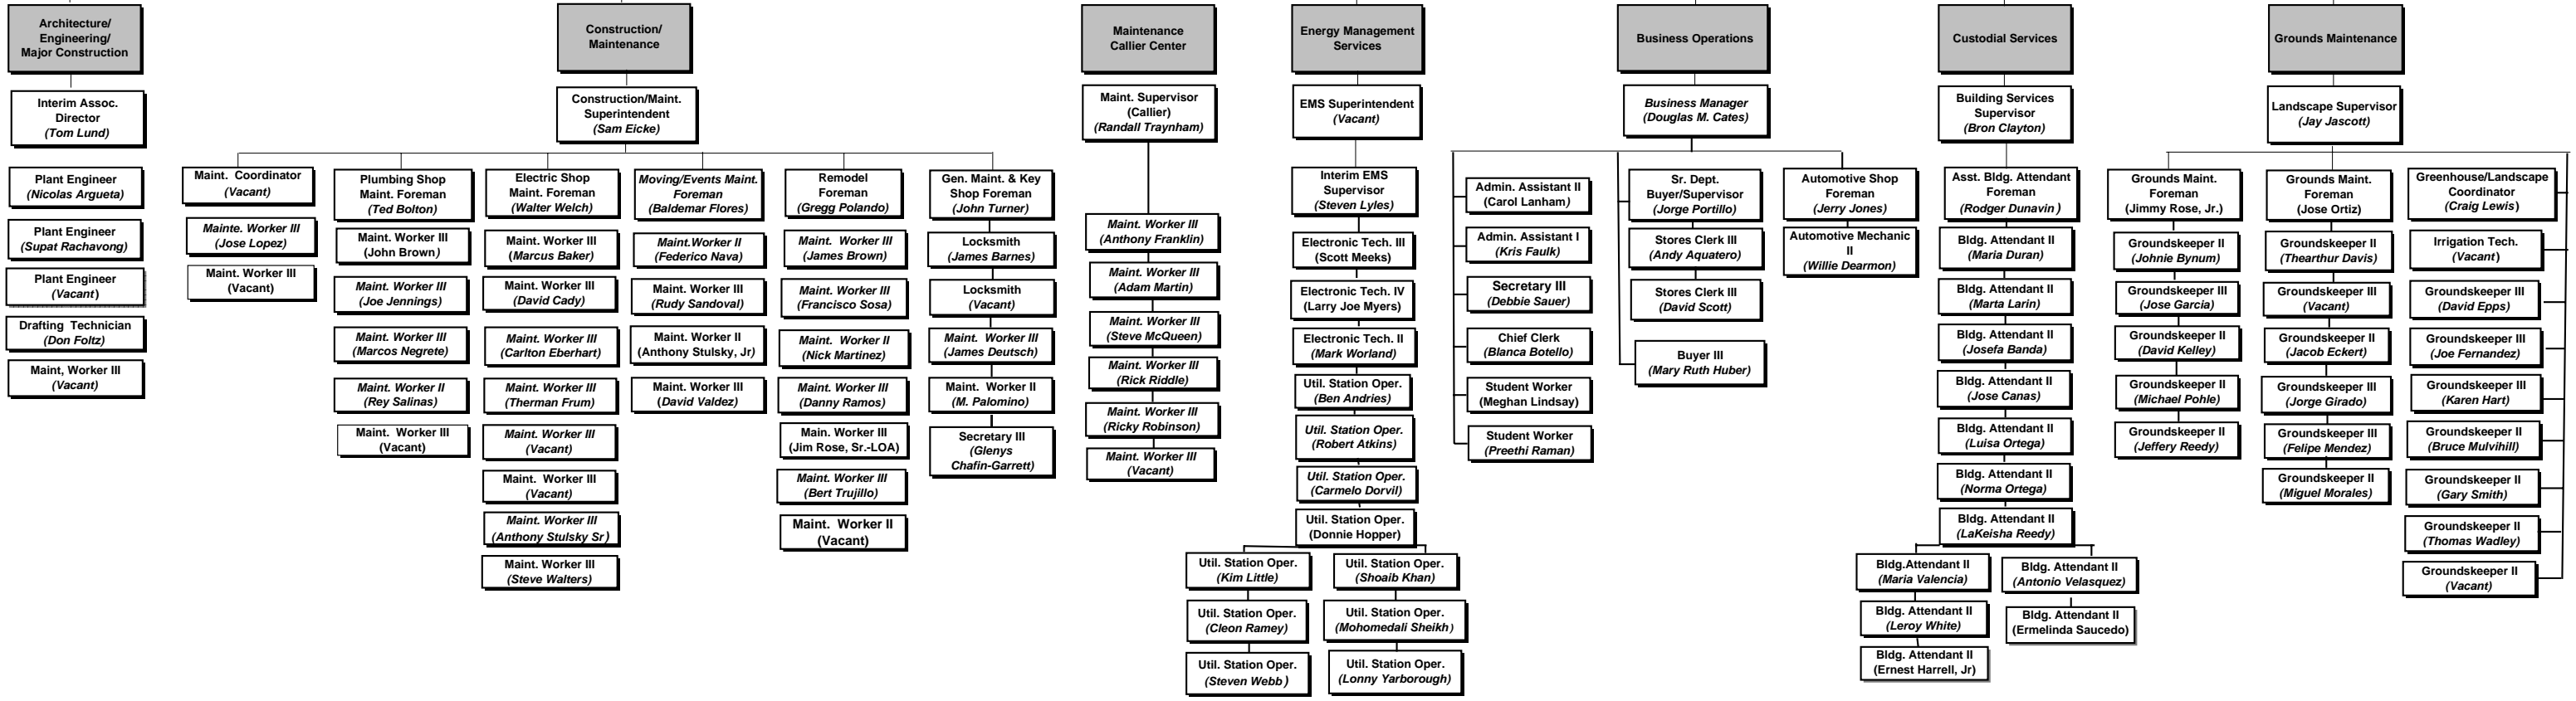 Architecture/
Engineering/
Major Construction
Interim Assoc.
Director
(Tom Lund)
Plant Engineer
(Nicolas Argueta)
Plant Engineer
(Supat Rachavong)
Plant Engineer
(Vacant)
Drafting Technician
(Don Foltz)
Maint, Worker III
(Vacant)
Construction/
Maintenance
Construction/Maint.
Superintendent
(Sam Eicke)
Maint. Coordinator
(Vacant)
Mainte. Worker III
(Jose Lopez)
Maint. Worker III
(Vacant)
Plumbing Shop
Maint. Foreman
(Ted Bolton)
Maint. Worker III
(John Brown)
Maint. Worker III
(Joe Jennings)
Maint. Worker III
(Marcos Negrete)
Maint. Worker II
(Rey Salinas)
Maint. Worker III
(Vacant)
Electric Shop
Maint. Foreman
(Walter Welch)
Maint. Worker III
(Marcus Baker)
Maint. Worker III
(David Cady)
Maint. Worker III
(Carlton Eberhart)
Maint. Worker III
(Therman Frum)
Maint. Worker III
(Vacant)
Maint. Worker III
(Vacant)
Maint. Worker III
(Anthony Stulsky Sr)
Maint. Worker III
(Steve Walters)
Moving/Events Maint.
Foreman
(Baldemar Flores)
Maint.Worker II
(Federico Nava)
Maint. Worker III
(Rudy Sandoval)
Maint. Worker II
(Anthony Stulsky, Jr)
Maint. Worker III
(David Valdez)
Remodel
Foreman
(Gregg Polando)
Maint. Worker III
(James Brown)
Maint. Worker III
(Francisco Sosa)
Maint. Worker II
(Nick Martinez)
Maint. Worker III
(Danny Ramos)
Main. Worker III
(Jim Rose, Sr.-LOA)
Maint. Worker III
(Bert Trujillo)
Maint. Worker II
(Vacant)
Gen. Maint. & Key
Shop Foreman
(John Turner)
Locksmith
(James Barnes)
Locksmith
(Vacant)
Maint. Worker III
(James Deutsch)
Maint. Worker II
(M. Palomino)
Secretary III
(Glenys
Chafin-Garrett)
Maintenance
Callier Center
Maint. Supervisor
(Callier)
(Randall Traynham)
Maint. Worker III
(Anthony Franklin)
Maint. Worker III
(Adam Martin)
Maint. Worker III
(Steve McQueen)
Maint. Worker III
(Rick Riddle)
Maint. Worker III
(Ricky Robinson)
Maint. Worker III
(Vacant)
Energy Management
Services
EMS Superintendent
(Vacant)
Interim EMS
Supervisor
(Steven Lyles)
Electronic Tech. III
(Scott Meeks)
Electronic Tech. IV
(Larry Joe Myers)
Electronic Tech. II
(Mark Worland)
Util. Station Oper.
(Ben Andries)
Util. Station Oper.
(Robert Atkins)
Util. Station Oper.
(Carmelo Dorvil)
Util. Station Oper.
(Donnie Hopper)
Util. Station Oper.
(Kim Little)
Util. Station Oper.
(Cleon Ramey)
Util. Station Oper.
(Steven Webb)
Util. Station Oper.
(Shoaib Khan)
Util. Station Oper.
(Mohomedali Sheikh)
Util. Station Oper.
(Lonny Yarborough)
Business Operations
Business Manager
(Douglas M. Cates)
Admin. Assistant II
(Carol Lanham)
Admin. Assistant I
(Kris Faulk)
Secretary III
(Debbie Sauer)
Chief Clerk
(Blanca Botello)
Student Worker
(Meghan Lindsay)
Student Worker
(Preethi Raman)
Sr. Dept.
Buyer/Supervisor
(Jorge Portillo)
Stores Clerk III
(Andy Aquatero)
Stores Clerk III
(David Scott)
Buyer III
(Mary Ruth Huber)
Automotive Shop
Foreman
(Jerry Jones)
Automotive Mechanic
II
(Willie Dearmon)
Custodial Services
Building Services
Supervisor
(Bron Clayton)
Asst. Bldg. Attendant
Foreman
(Rodger Dunavin )
Bldg. Attendant II
(Maria Duran)
Bldg. Attendant II
(Marta Larin)
Bldg. Attendant II
(Josefa Banda)
Bldg. Attendant II
(Jose Canas)
Bldg. Attendant II
(Luisa Ortega)
Bldg. Attendant II
(Norma Ortega)
Bldg. Attendant II
(LaKeisha Reedy)
Bldg.Attendant II
(Maria Valencia)
Bldg. Attendant II
(Leroy White)
Bldg. Attendant II
(Ernest Harrell, Jr)
Bldg. Attendant II
(Antonio Velasquez)
Bldg. Attendant II
(Ermelinda Saucedo)
Grounds Maintenance
Landscape Supervisor
(Jay Jascott)
Grounds Maint.
Foreman
(Jimmy Rose, Jr.)
Groundskeeper II
(Johnie Bynum)
Groundskeeper III
(Jose Garcia)
Groundskeeper II
(David Kelley)
Groundskeeper II
(Michael Pohle)
Groundskeeper II
(Jeffery Reedy)
Grounds Maint.
Foreman
(Jose Ortiz)
Groundskeeper II
(Thearthur Davis)
Groundskeeper III
(Vacant)
Groundskeeper II
(Jacob Eckert)
Groundskeeper III
(Jorge Girado)
Groundskeeper III
(Felipe Mendez)
Groundskeeper II
(Miguel Morales)
Greenhouse/Landscape
Coordinator
(Craig Lewis)
Irrigation Tech.
(Vacant)
Groundskeeper III
(David Epps)
Groundskeeper III
(Joe Fernandez)
Groundskeeper III
(Karen Hart)
Groundskeeper II
(Bruce Mulvihill)
Groundskeeper II
(Gary Smith)
Groundskeeper II
(Thomas Wadley)
Groundskeeper II
(Vacant)